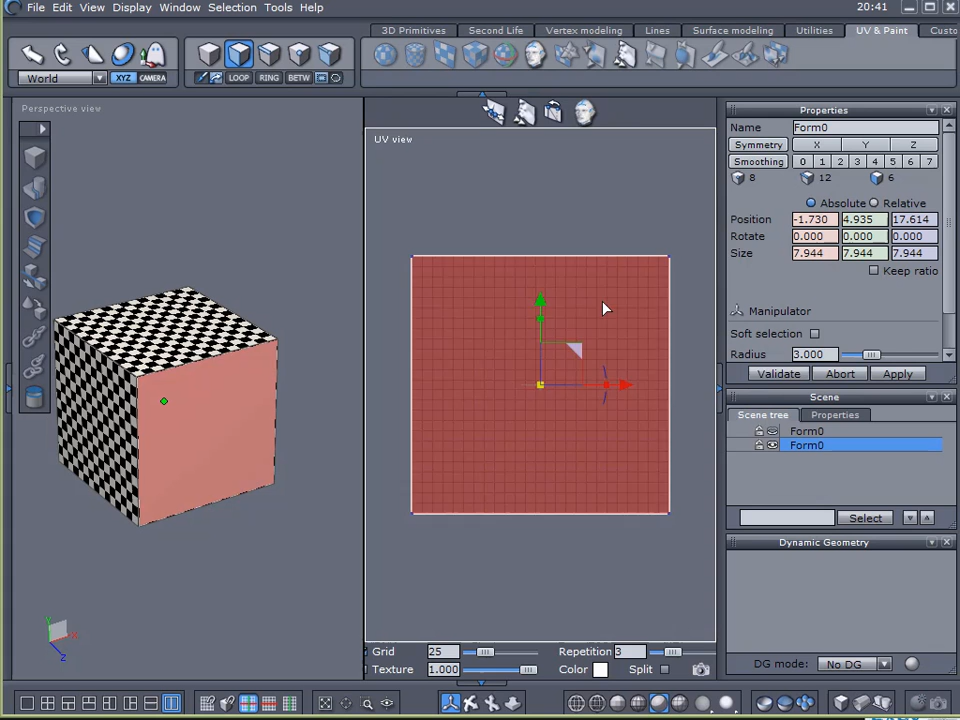 File Edit View Display Window Selection Tools Help 20:41
3D Primitives Second Life Vertex modeling Lines Surface modeling Utilities UV & Paint Custo
World XYZ CAMERA LOOP RING BETW
Perspective view
UV view
Properties
Name Form0
Symmetry X Y Z
Smoothing 0 1 2 3 4 5 6 7
8 12 6
Absolute Relative
Position -1.730 4.935 17.614
Rotate 0.000 0.000 0.000
Size 7.944 7.944 7.944
Keep ratio
Manipulator
Soft selection
Radius 3.000
Validate Abort Apply
Scene
Scene tree Properties
Form0
Form0
Select
Dynamic Geometry
DG mode: No DG
Grid 25 Repetition 3
Texture 1.000 Color Split
Y X Z